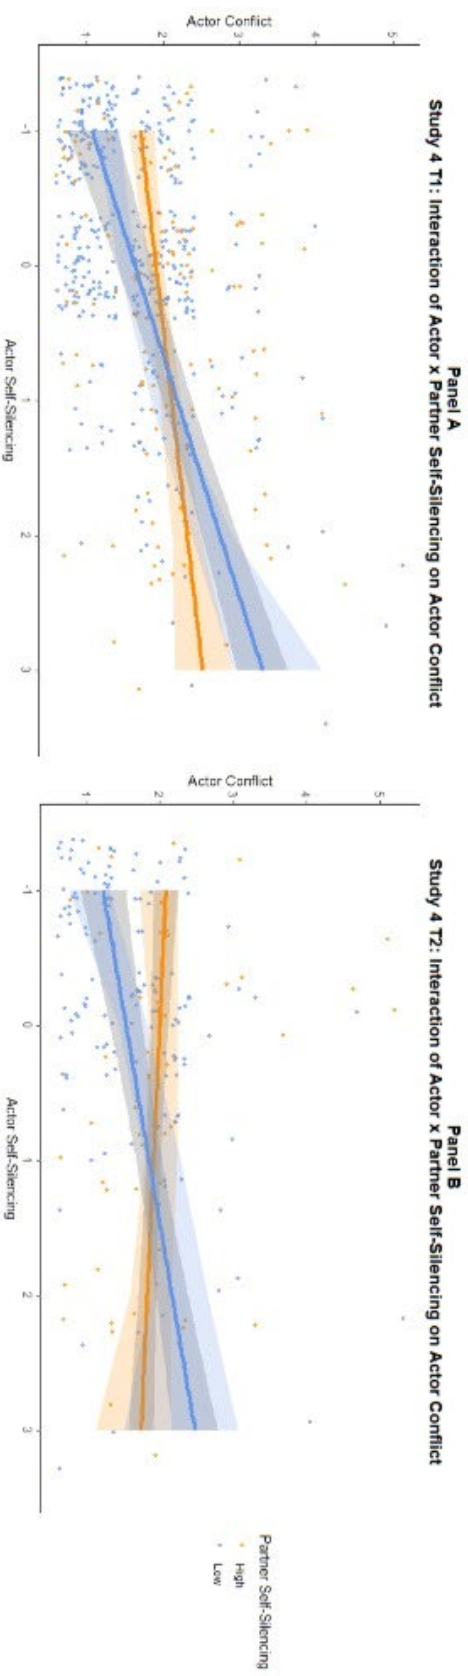 Panel A
Study 4 T1: Interaction of Actor x Partner Self-Silencing on Actor Conflict
Actor Conflict
5
4
3
2
1
-1
0
1
2
3
Actor Self-Silencing
Panel B
Study 4 T2: Interaction of Actor x Partner Self-Silencing on Actor Conflict
Actor Conflict
5
4
3
2
1
-1
0
1
2
3
Actor Self-Silencing
Partner Self-Silencing
High
Low